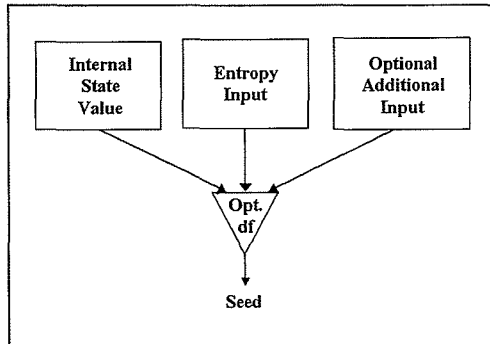 Internal
State
Value
Entropy
Input
Optional
Additional
Input
Opt.
df
Seed